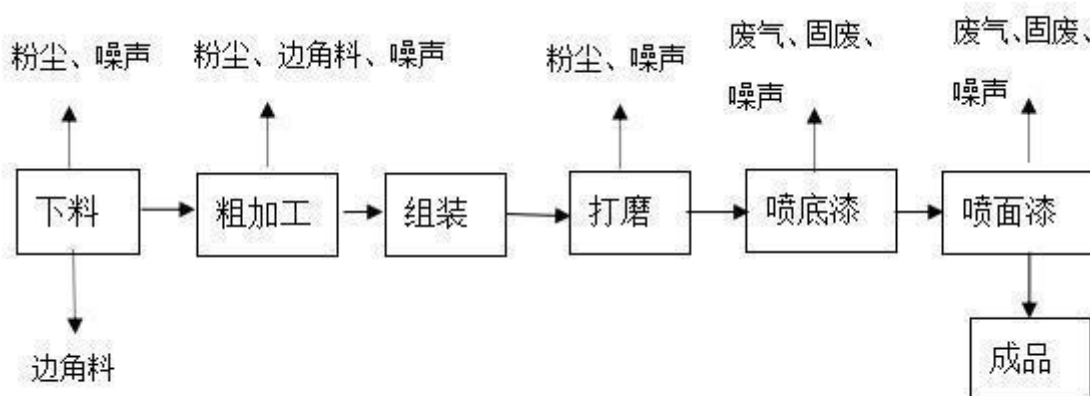 粉尘、噪声
粉尘、边角料、噪声
粉尘、噪声
废气、固废、
噪声
废气、固废、
噪声
下料
粗加工
组装
打磨
喷底漆
喷面漆
边角料
成品